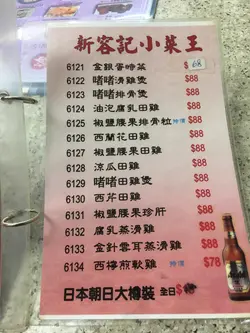 新客記小菜王
6121 金銀蛋時菜 $68
6122 啫啫滑雞煲 $88
6123 啫啫排骨煲 $88
6124 油泡腐乳田雞 $88
6125 椒鹽腰果排骨粒 特價 $88
6126 西蘭花田雞 $88
6127 椒鹽腰果田雞 $88
6128 涼瓜田雞 $88
6129 啫啫田雞煲 $88
6130 西芹田雞 $88
6131 椒鹽腰果珍肝 $88
6132 腐乳蒸滑雞 $88
6133 金針雲耳蒸滑雞 $88
6134 西檸煎軟雞 特價 $78
日本朝日大樽裝 全日$